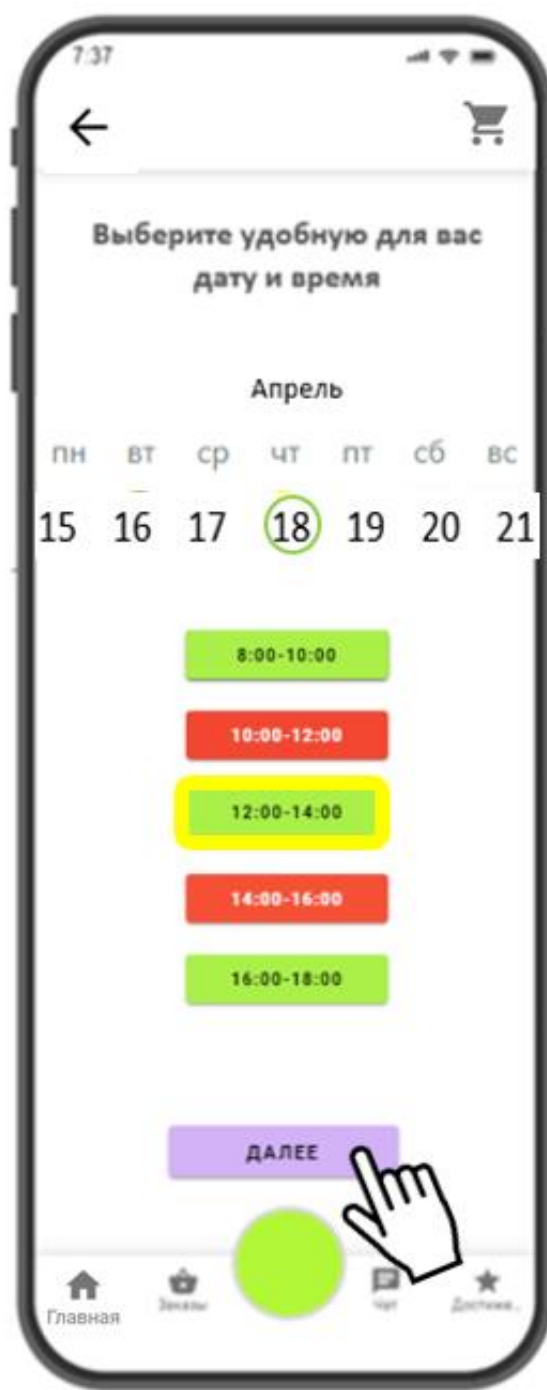 7:37
Выберите удобную для вас
дату и время
Апрель
пн вт ср чт пт сб вс
15 16 17 18 19 20 21
8:00-10:00
10:00-12:00
12:00-14:00
14:00-16:00
16:00-18:00
ДАЛЕЕ
Главная Заказы Чат Достиже...